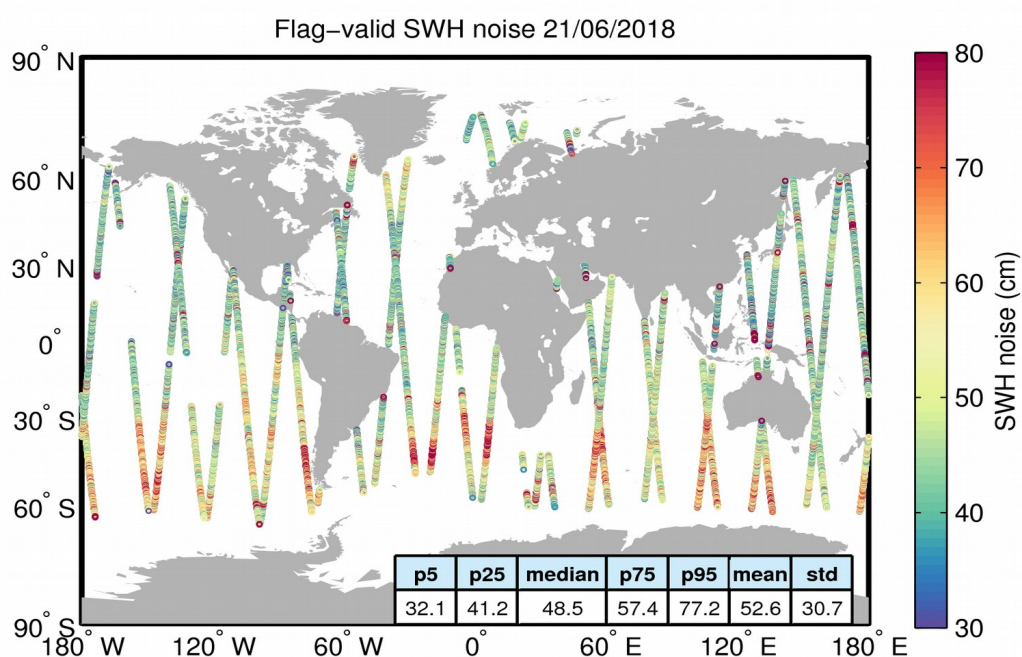 Flag−valid SWH noise 21/06/2018
90° N
60° N
30° N
0°
30° S
60° S
90° S
180° W
120° W
60° W
0°
60° E
120° E
180° E
80
70
60
50
40
30
SWH noise (cm)
p5 p25 median p75 p95 mean std
32.1 41.2 48.5 57.4 77.2 52.6 30.7